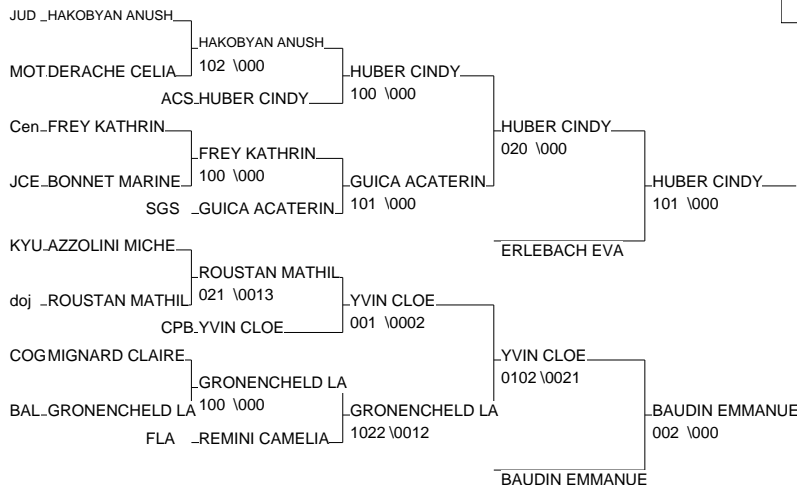 JUD HAKOBYAN ANUSH
HAKOBYAN ANUSH
102 \000
MOT DERACHE CELIA
HUBER CINDY
100 \000
ACS HUBER CINDY
Cen FREY KATHRIN
HUBER CINDY
020 \000
FREY KATHRIN
100 \000
JCE BONNET MARINE
GUICA ACATERIN
101 \000
HUBER CINDY
101 \000
SGS GUICA ACATERIN
KYU AZZOLINI MICHE
ERLEBACH EVA
ROUSTAN MATHIL
021 \0013
doj ROUSTAN MATHIL
YVIN CLOE
001 \0002
CPB YVIN CLOE
COG MIGNARD CLAIRE
YVIN CLOE
0102 \0021
GRONENCHELD LA
100 \000
BAL GRONENCHELD LA
GRONENCHELD LA
1022 \0012
BAUDIN EMMANUE
002 \000
FLA REMINI CAMELIA
BAUDIN EMMANUE